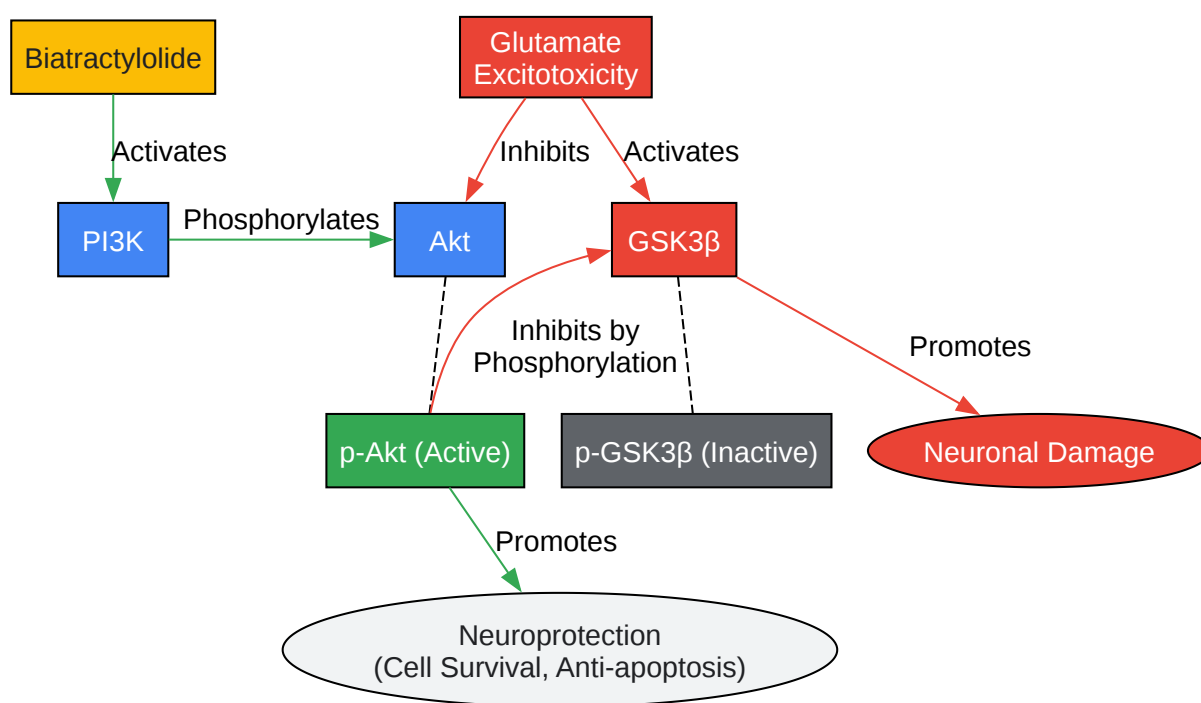 Biatractylolide
Glutamate
Excitotoxicity
Activates
Inhibits
Activates
PI3K
Phosphorylates
Akt
GSK3β
Inhibits by
Phosphorylation
Promotes
p-Akt (Active)
p-GSK3β (Inactive)
Neuronal Damage
Promotes
Neuroprotection
(Cell Survival, Anti-apoptosis)